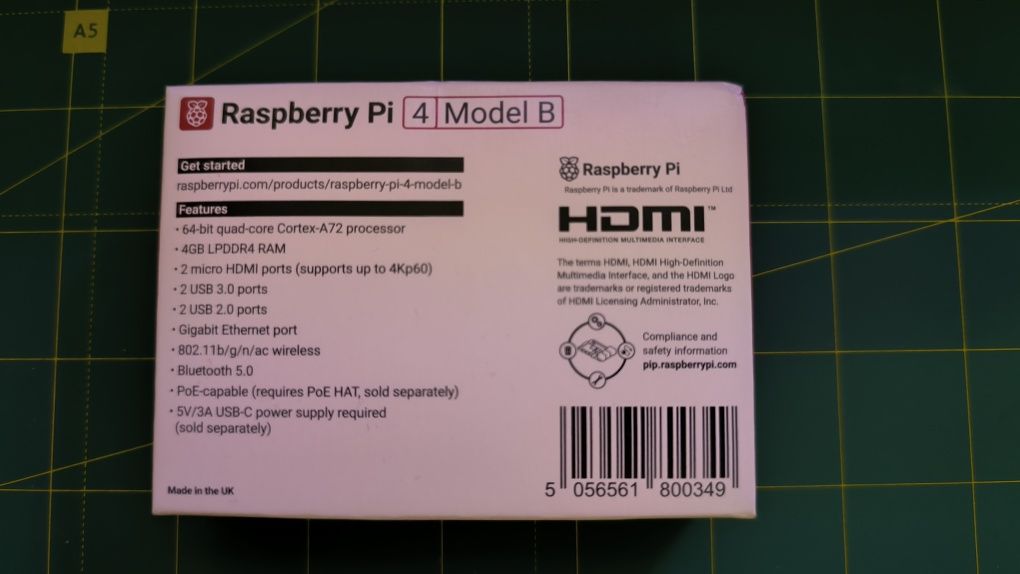 A5
Raspberry Pi 4 Model B
Get started
raspberrypi.com/products/raspberry-pi-4-model-b
Features
· 64-bit quad-core Cortex-A72 processor
· 4GB LPDDR4 RAM
· 2 micro HDMI ports (supports up to 4Kp60)
· 2 USB 3.0 ports
· 2 USB 2.0 ports
· Gigabit Ethernet port
· 802.11b/g/n/ac wireless
· Bluetooth 5.0
· PoE-capable (requires PoE HAT, sold separately)
· 5V/3A USB-C power supply required
(sold separately)
Made in the UK
Raspberry Pi
Raspberry Pi is a trademark of Raspberry Pi Ltd
HDMI™
HIGH-DEFINITION MULTIMEDIA INTERFACE
The terms HDMI, HDMI High-Definition
Multimedia Interface, and the HDMI Logo
are trademarks or registered trademarks
of HDMI Licensing Administrator, Inc.
Compliance and
safety information
pip.raspberrypi.com
5 056561 800349